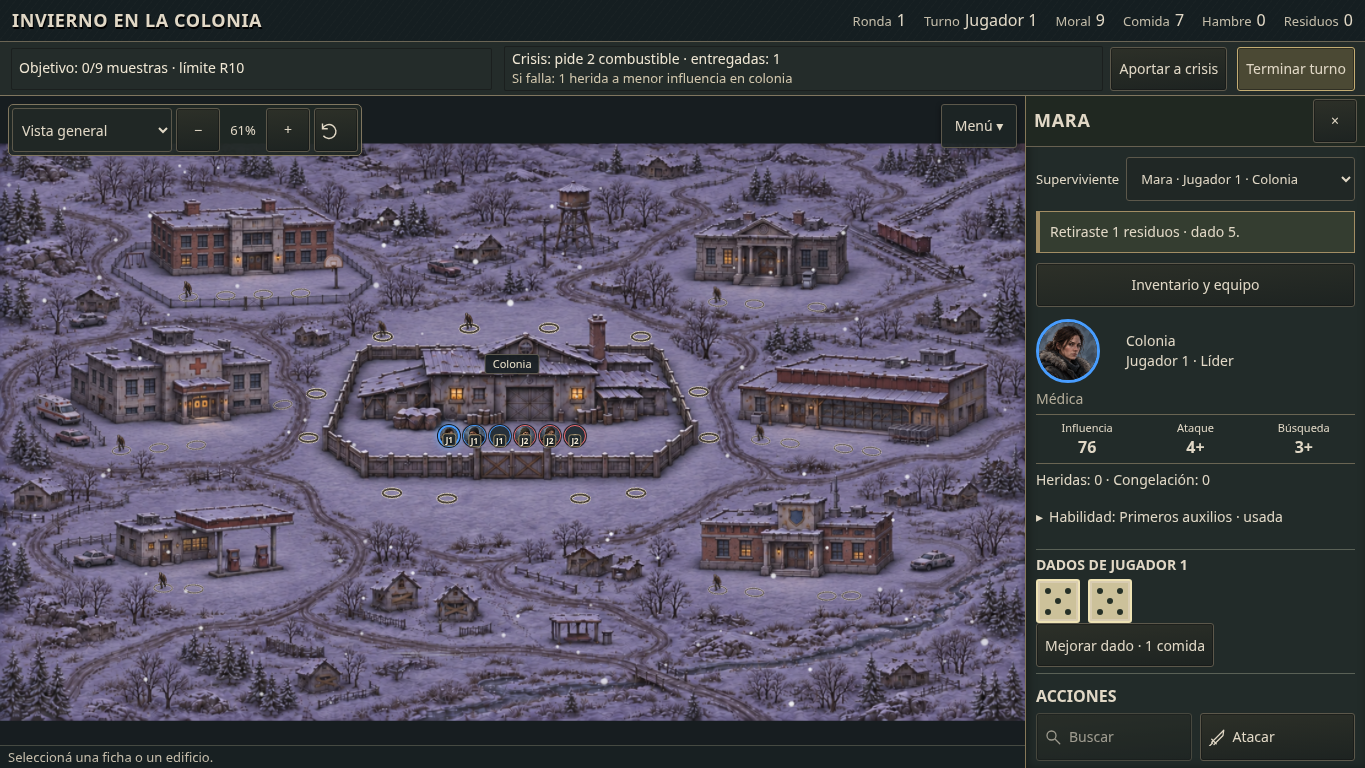 INVIERNO EN LA COLONIA
Ronda 1 Turno Jugador 1 Moral 9 Comida 7 Hambre 0 Residuos 0
Objetivo: 0/9 muestras · límite R10
Crisis: pide 2 combustible · entregadas: 1
Si falla: 1 herida a menor influencia en colonia
Aportar a crisis
Terminar turno
Vista general
−
61%
+
Menú ▾
Colonia
J1 J1 J1 J2 J2 J2
MARA
×
Superviviente
Mara · Jugador 1 · Colonia
Retiraste 1 residuos · dado 5.
Inventario y equipo
Colonia
Jugador 1 · Líder
Médica
Influencia Ataque Búsqueda
76 4+ 3+
Heridas: 0 · Congelación: 0
▸ Habilidad: Primeros auxilios · usada
DADOS DE JUGADOR 1
Mejorar dado · 1 comida
ACCIONES
Buscar
Atacar
Seleccioná una ficha o un edificio.